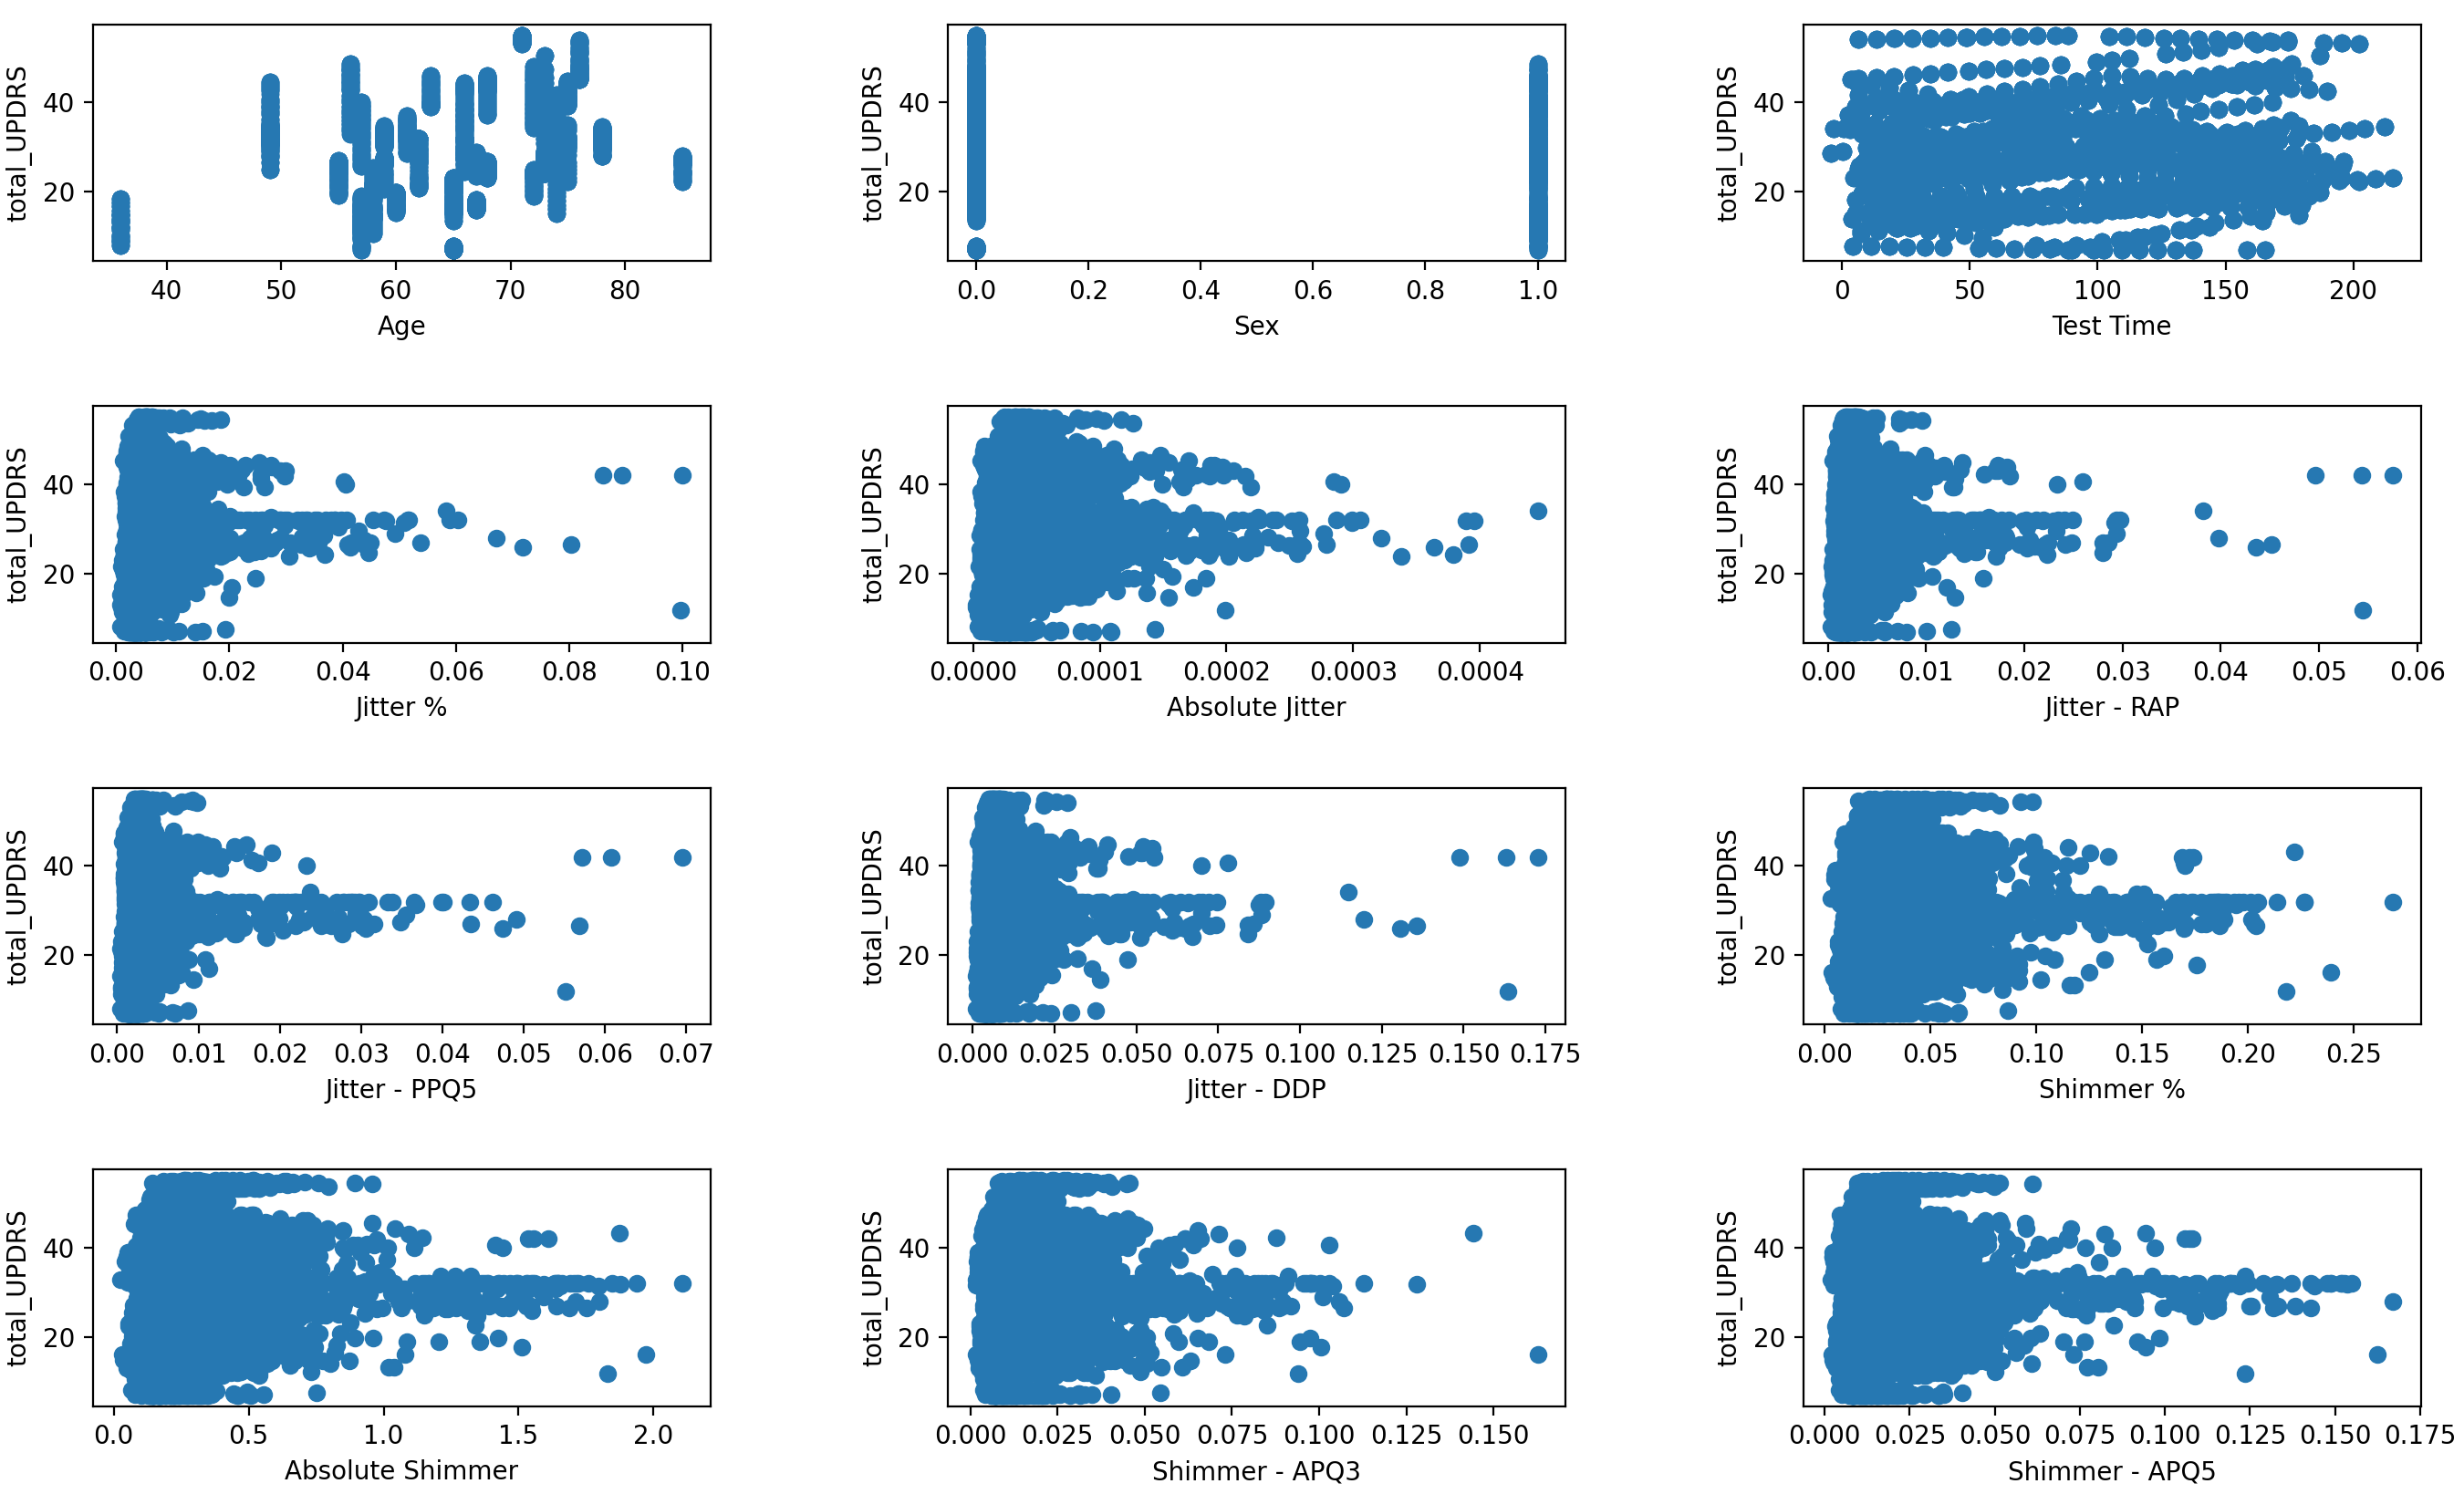 total_UPDRS
40
20
40 50 60 70 80
Age
total_UPDRS
40
20
0.0 0.2 0.4 0.6 0.8 1.0
Sex
total_UPDRS
40
20
0 50 100 150 200
Test Time
total_UPDRS
40
20
0.00 0.02 0.04 0.06 0.08 0.10
Jitter %
total_UPDRS
40
20
0.0000 0.0001 0.0002 0.0003 0.0004
Absolute Jitter
total_UPDRS
40
20
0.00 0.01 0.02 0.03 0.04 0.05 0.06
Jitter - RAP
total_UPDRS
40
20
0.00 0.01 0.02 0.03 0.04 0.05 0.06 0.07
Jitter - PPQ5
total_UPDRS
40
20
0.000 0.025 0.050 0.075 0.100 0.125 0.150 0.175
Jitter - DDP
total_UPDRS
40
20
0.00 0.05 0.10 0.15 0.20 0.25
Shimmer %
total_UPDRS
40
20
0.0 0.5 1.0 1.5 2.0
Absolute Shimmer
total_UPDRS
40
20
0.000 0.025 0.050 0.075 0.100 0.125 0.150
Shimmer - APQ3
total_UPDRS
40
20
0.000 0.025 0.050 0.075 0.100 0.125 0.150 0.175
Shimmer - APQ5